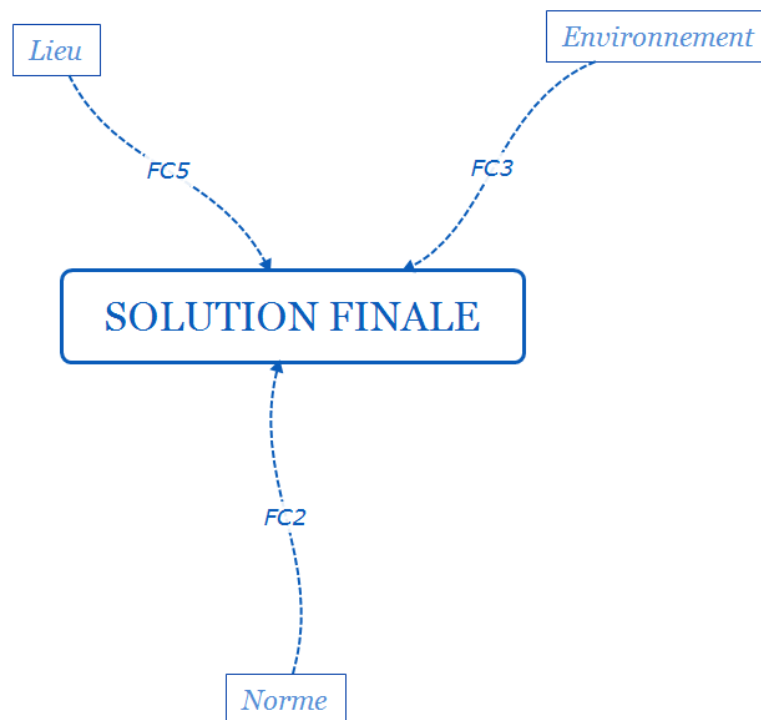 Lieu
Environnement
FC5
FC3
SOLUTION FINALE
FC2
Norme